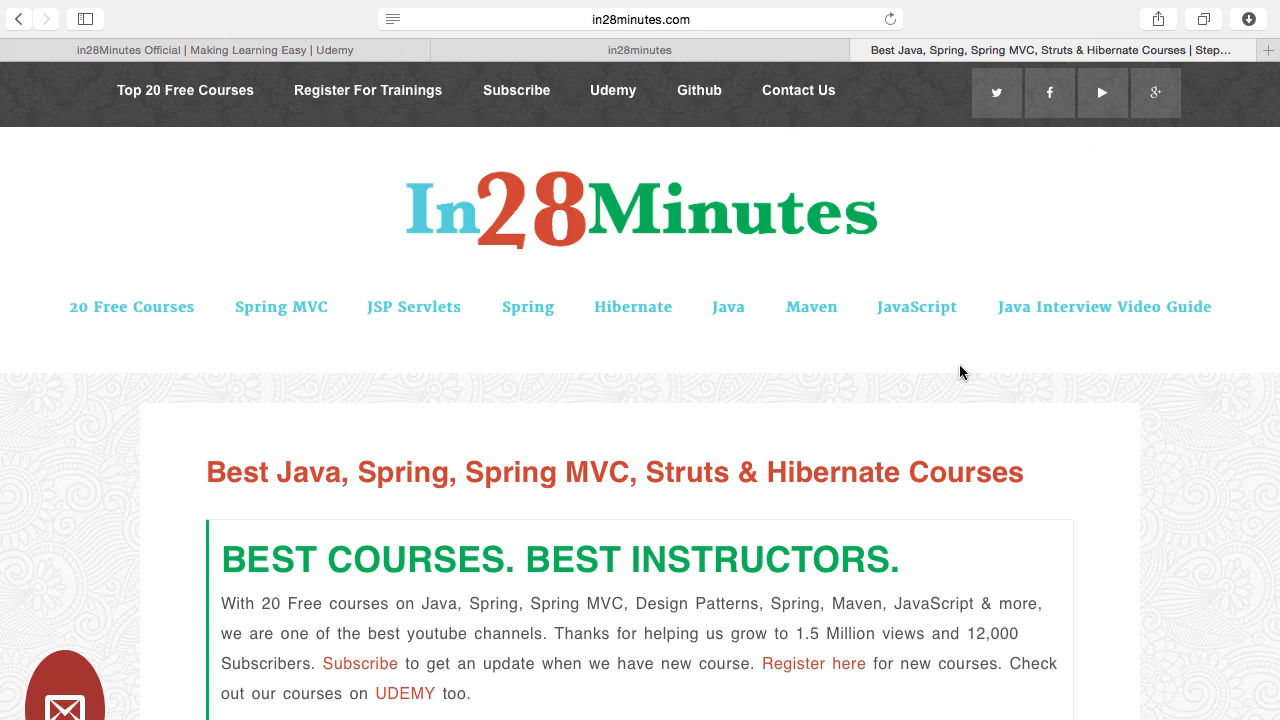 in28minutes.com
in28Minutes Official | Making Learning Easy | Udemy
in28minutes
Best Java, Spring, Spring MVC, Struts & Hibernate Courses | Step...
Top 20 Free Courses
Register For Trainings
Subscribe
Udemy
Github
Contact Us
In28Minutes
20 Free Courses
Spring MVC
JSP Servlets
Spring
Hibernate
Java
Maven
JavaScript
Java Interview Video Guide
Best Java, Spring, Spring MVC, Struts & Hibernate Courses
BEST COURSES. BEST INSTRUCTORS.
With 20 Free courses on Java, Spring, Spring MVC, Design Patterns, Spring, Maven, JavaScript & more,
we are one of the best youtube channels. Thanks for helping us grow to 1.5 Million views and 12,000
Subscribers. Subscribe to get an update when we have new course. Register here for new courses. Check
out our courses on UDEMY too.